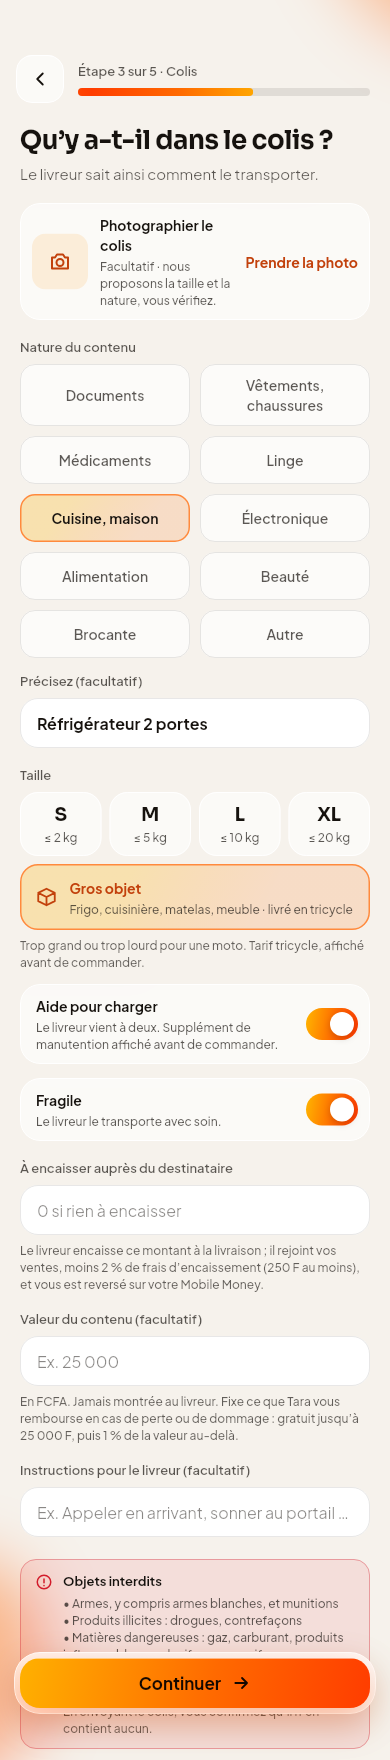 Étape 3 sur 5 · Colis
Qu’y a-t-il dans le colis ?
Le livreur sait ainsi comment le transporter.
Photographier le
colis
Facultatif · nous
proposons la taille et la
nature, vous vérifiez.
Prendre la photo
Nature du contenu
Documents
Vêtements,
chaussures
Médicaments
Linge
Cuisine, maison
Électronique
Alimentation
Beauté
Brocante
Autre
Précisez (facultatif)
Réfrigérateur 2 portes
Taille
S
≤ 2 kg
M
≤ 5 kg
L
≤ 10 kg
XL
≤ 20 kg
Gros objet
Frigo, cuisinière, matelas, meuble · livré en tricycle
Trop grand ou trop lourd pour une moto. Tarif tricycle, affiché
avant de commander.
Aide pour charger
Le livreur vient à deux. Supplément de
manutention affiché avant de commander.
Fragile
Le livreur le transporte avec soin.
À encaisser auprès du destinataire
0 si rien à encaisser
Le livreur encaisse ce montant à la livraison ; il rejoint vos
ventes, moins 2 % de frais d’encaissement (250 F au moins),
et vous est reversé sur votre Mobile Money.
Valeur du contenu (facultatif)
Ex. 25 000
En FCFA. Jamais montrée au livreur. Fixe ce que Tara vous
rembourse en cas de perte ou de dommage : gratuit jusqu’à
25 000 F, puis 1 % de la valeur au-delà.
Instructions pour le livreur (facultatif)
Ex. Appeler en arrivant, sonner au portail ...
Objets interdits
• Armes, y compris armes blanches, et munitions
• Produits illicites : drogues, contrefaçons
• Matières dangereuses : gaz, carburant, produits
Continuer →
contient aucun.